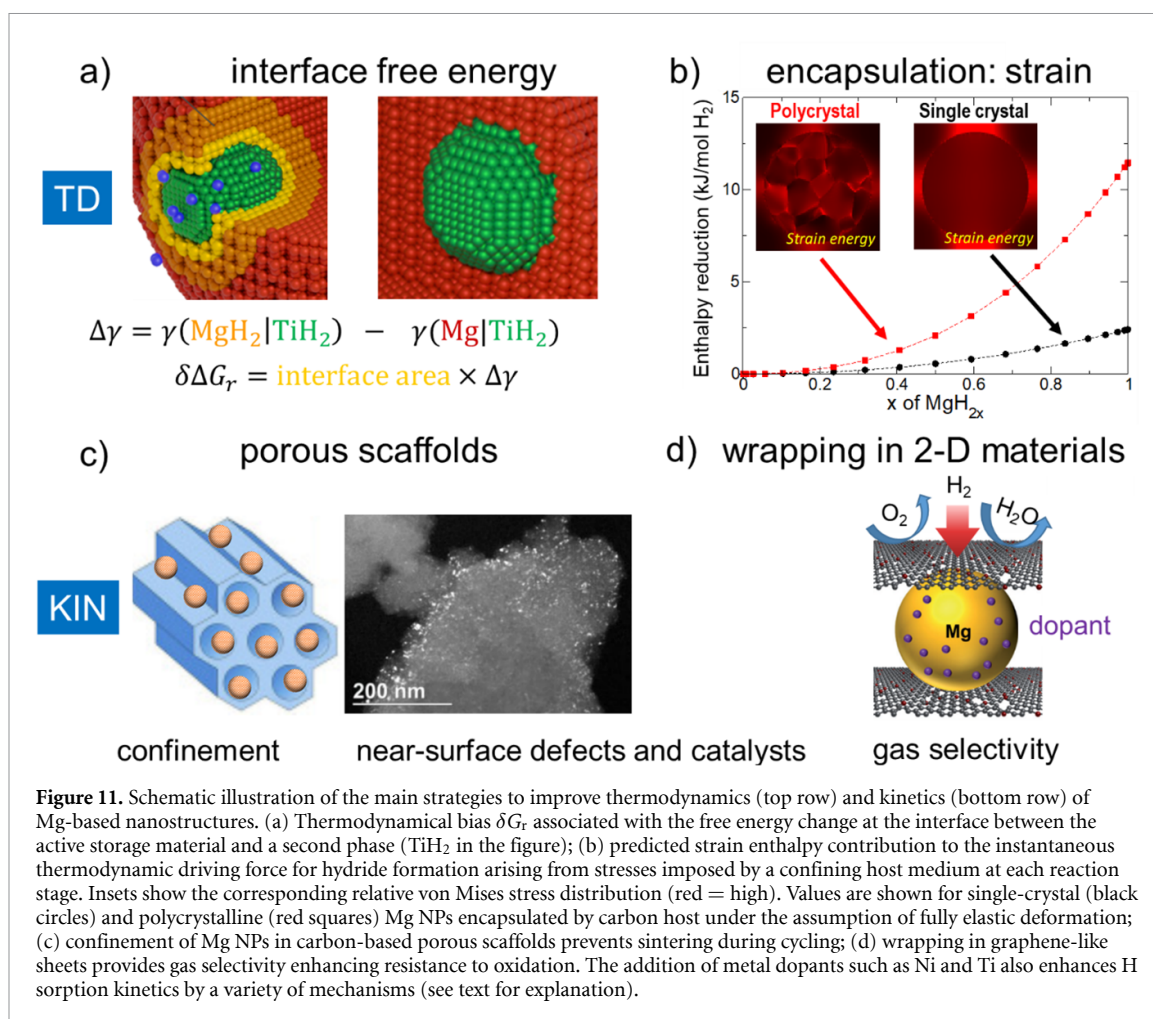 a) interface free energy
TD
Δγ = γ(MgH₂|TiH₂) − γ(Mg|TiH₂)
δΔGᵣ = interface area × Δγ
b) encapsulation: strain
Enthalpy reduction (kJ/mol H₂)
15
10
5
0
Polycrystal
Single crystal
Strain energy
Strain energy
0 0.2 0.4 0.6 0.8 1
x of MgH₂ₓ
c) porous scaffolds
KIN
200 nm
confinement
near-surface defects and catalysts
d) wrapping in 2-D materials
O₂
H₂
H₂O
Mg
dopant
gas selectivity
Figure 11. Schematic illustration of the main strategies to improve thermodynamics (top row) and kinetics (bottom row) of
Mg-based nanostructures. (a) Thermodynamical bias δGᵣ associated with the free energy change at the interface between the
active storage material and a second phase (TiH₂ in the figure); (b) predicted strain enthalpy contribution to the instantaneous
thermodynamic driving force for hydride formation arising from stresses imposed by a confining host medium at each reaction
stage. Insets show the corresponding relative von Mises stress distribution (red = high). Values are shown for single-crystal (black
circles) and polycrystalline (red squares) Mg NPs encapsulated by carbon host under the assumption of fully elastic deformation;
(c) confinement of Mg NPs in carbon-based porous scaffolds prevents sintering during cycling; (d) wrapping in graphene-like
sheets provides gas selectivity enhancing resistance to oxidation. The addition of metal dopants such as Ni and Ti also enhances H
sorption kinetics by a variety of mechanisms (see text for explanation).